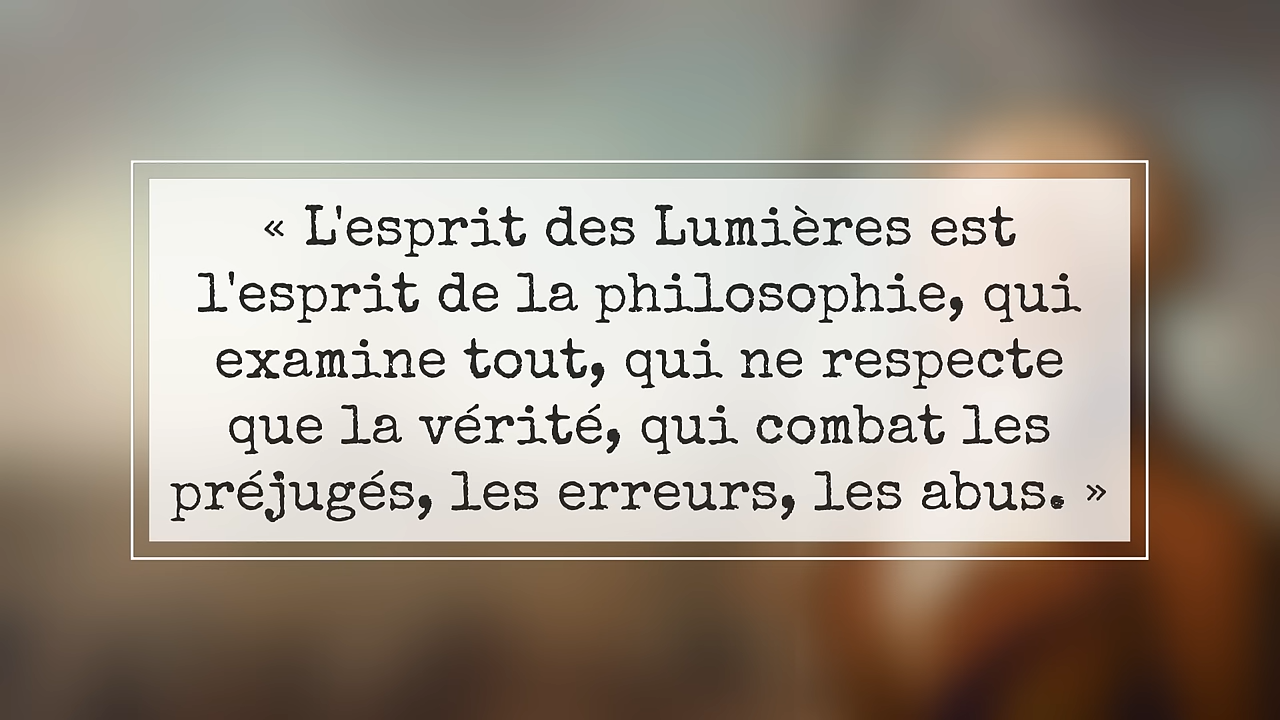 « L'esprit des Lumières est
l'esprit de la philosophie, qui
examine tout, qui ne respecte
que la vérité, qui combat les
préjugés, les erreurs, les abus. »